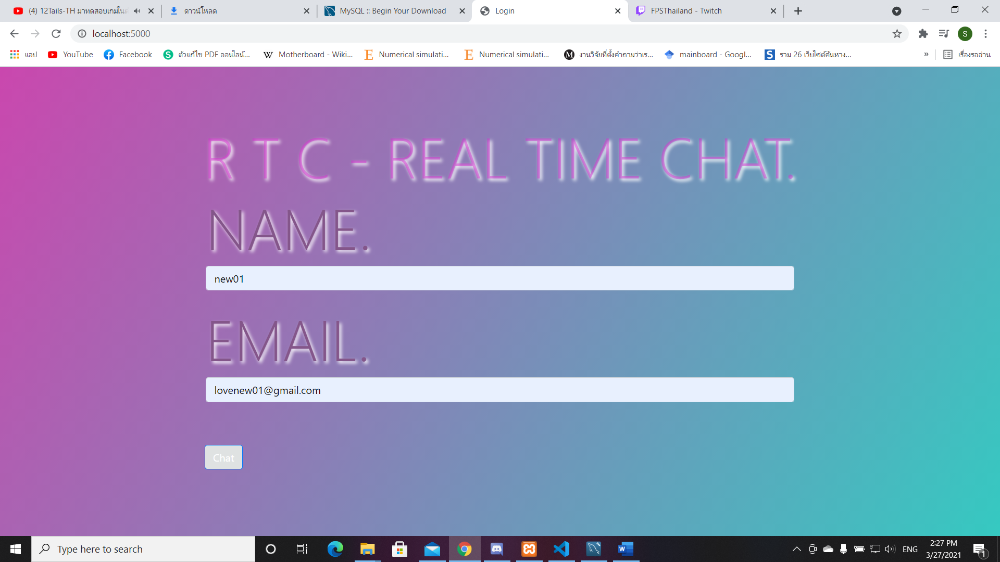 (4) 12Tails-TH มาทดสอบเกมใน
ดาวน์โหลด
MySQL :: Begin Your Download
Login
FPSThailand - Twitch
localhost:5000
S
แอป
YouTube
Facebook
ตัวแก้ไข PDF ออนไลน์...
Motherboard - Wiki...
Numerical simulati...
Numerical simulati...
งานวิจัยที่ตั้งคำถามว่าเร...
mainboard - Googl...
รวม 26 เว็บไซต์ค้นหาง...
»
เรื่องรออ่าน
R T C - REAL TIME CHAT.
NAME.
new01
EMAIL.
lovenew01@gmail.com
Chat
Type here to search
ENG
2:27 PM
3/27/2021
1